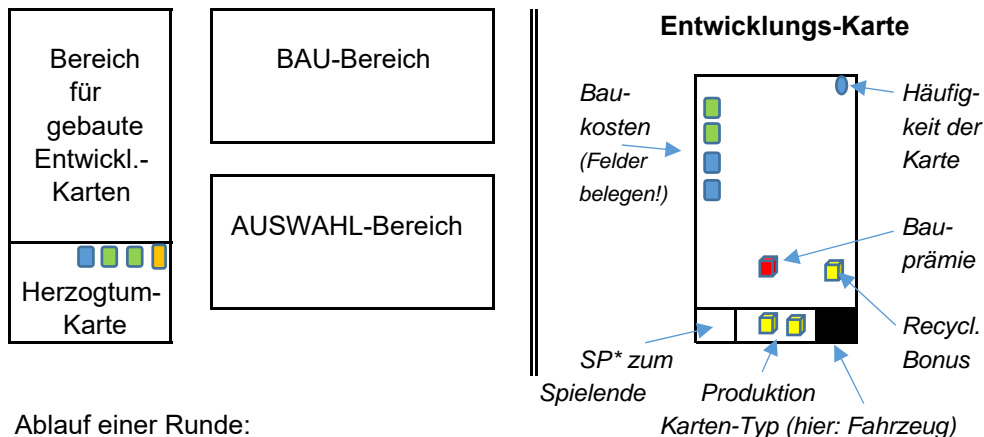 Bereich
für
gebaute
Entwickl.-
Karten
Herzogtum-
Karte
BAU-Bereich
AUSWAHL-Bereich
Entwicklungs-Karte
Bau-
kosten
(Felder
belegen!)
Häufig-
keit der
Karte
Bau-
prämie
Recycl.
Bonus
SP* zum
Spielende
Produktion
Karten-Typ (hier: Fahrzeug)
Ablauf einer Runde: